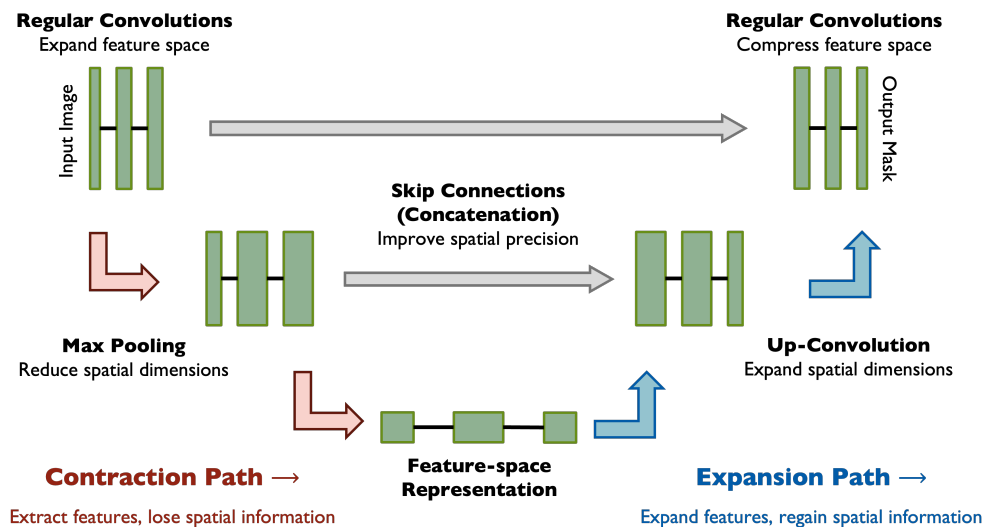 Regular Convolutions
Expand feature space
Regular Convolutions
Compress feature space
Input Image
Output Mask
Skip Connections
(Concatenation)
Improve spatial precision
Max Pooling
Reduce spatial dimensions
Up-Convolution
Expand spatial dimensions
Feature-space
Representation
Contraction Path →
Extract features, lose spatial information
Expansion Path →
Expand features, regain spatial information